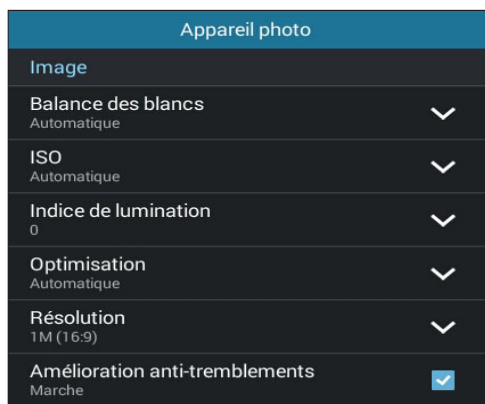 Appareil photo
Image
Balance des blancs
Automatique
ISO
Automatique
Indice de lumination
0
Optimisation
Automatique
Résolution
1M (16:9)
Amélioration anti-tremblements
Marche